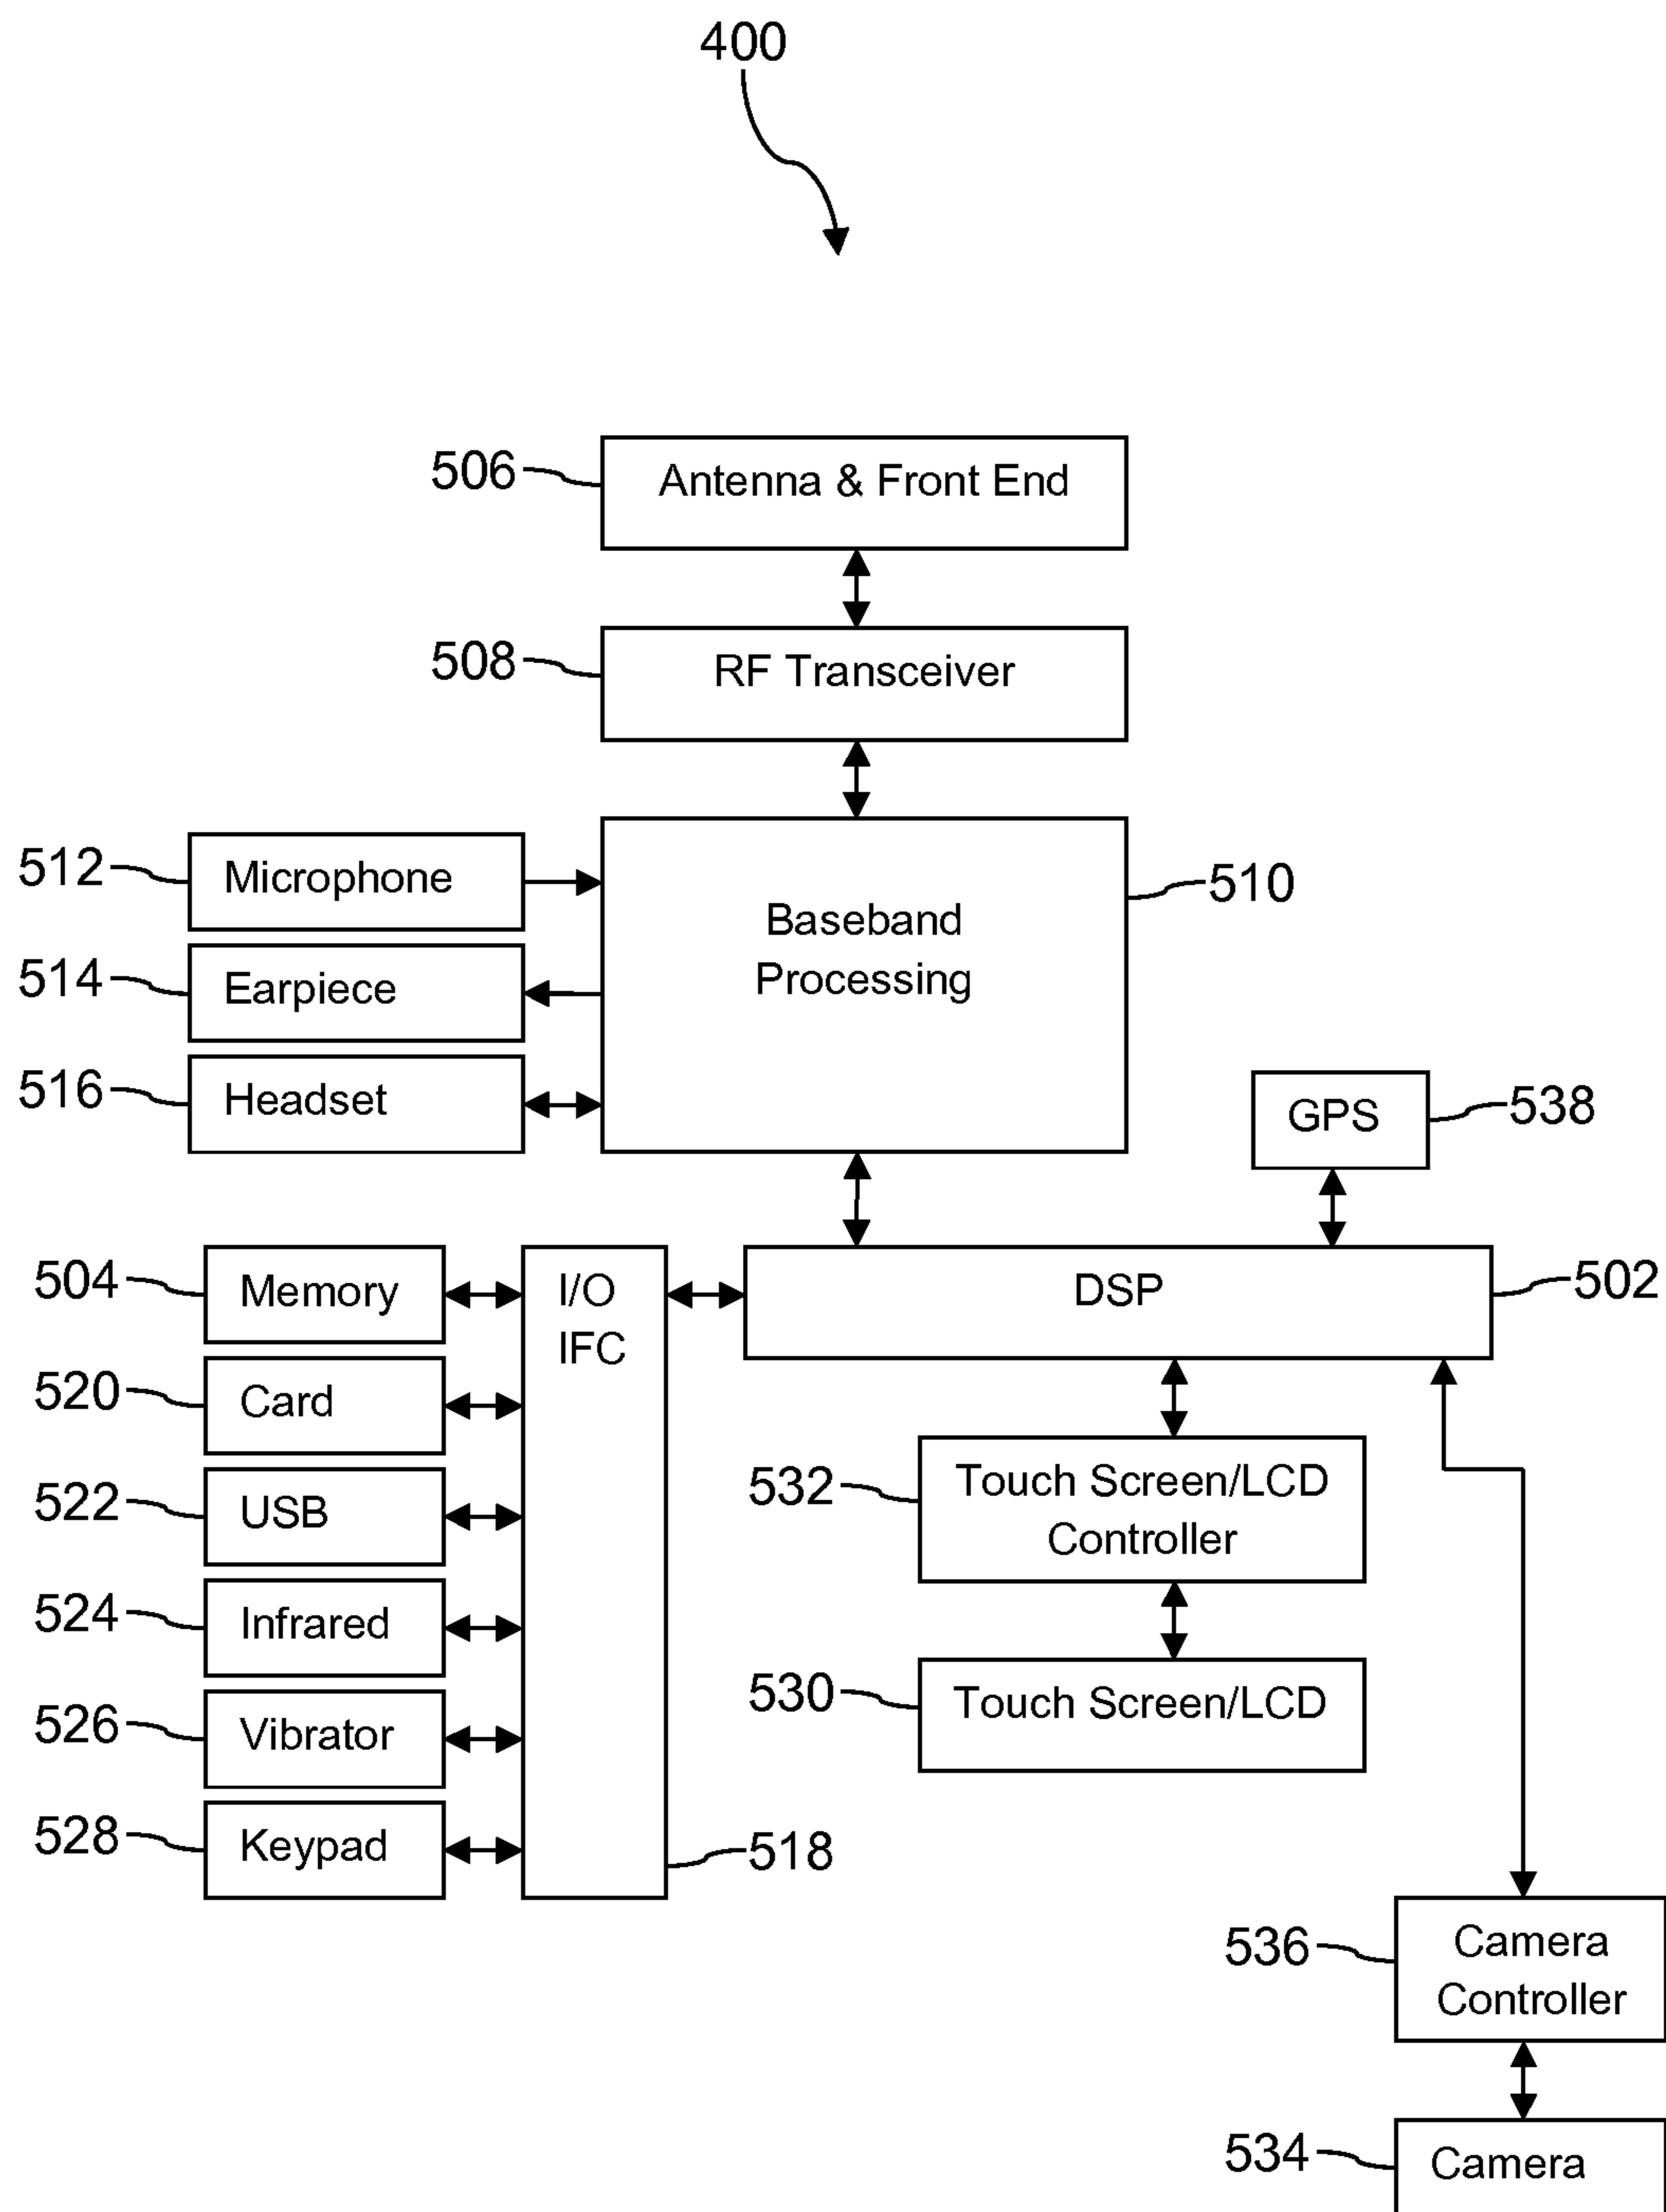 400
506
Antenna & Front End
508
RF Transceiver
512
Microphone
510
Baseband
Processing
514
Earpiece
516
Headset
GPS
538
504
Memory
I/O
IFC
DSP
502
520
Card
522
USB
532
Touch Screen/LCD
Controller
524
Infrared
530
Touch Screen/LCD
526
Vibrator
528
Keypad
518
536
Camera
Controller
534
Camera